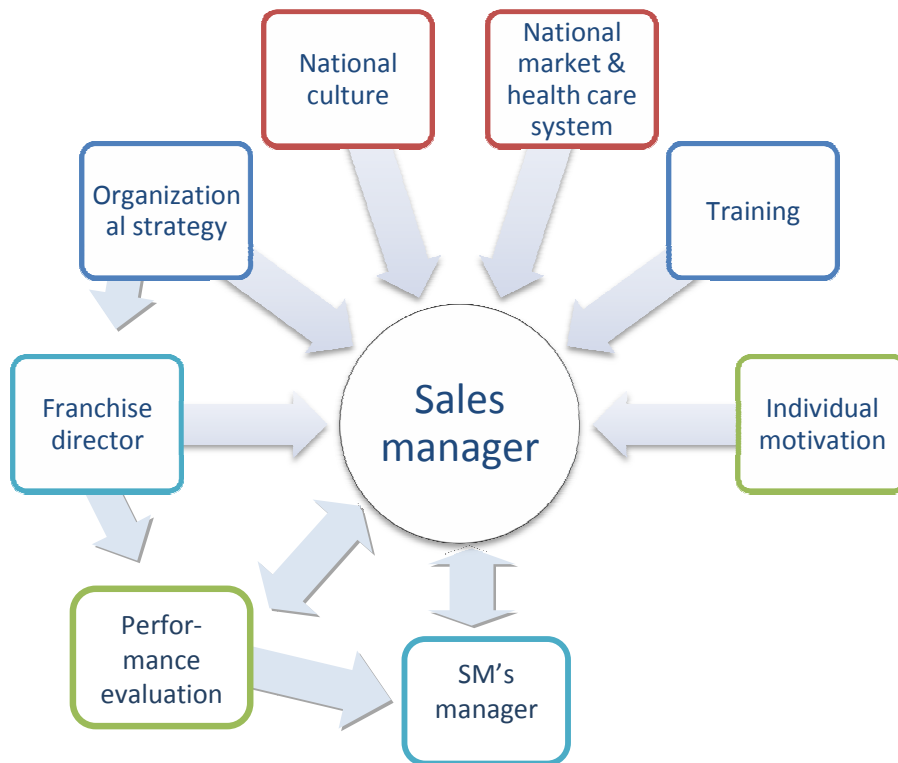 National
culture
National
market &
health care
system
Organization
al strategy
Training
Franchise
director
Sales
manager
Individual
motivation
Perfor-
mance
evaluation
SM’s
manager